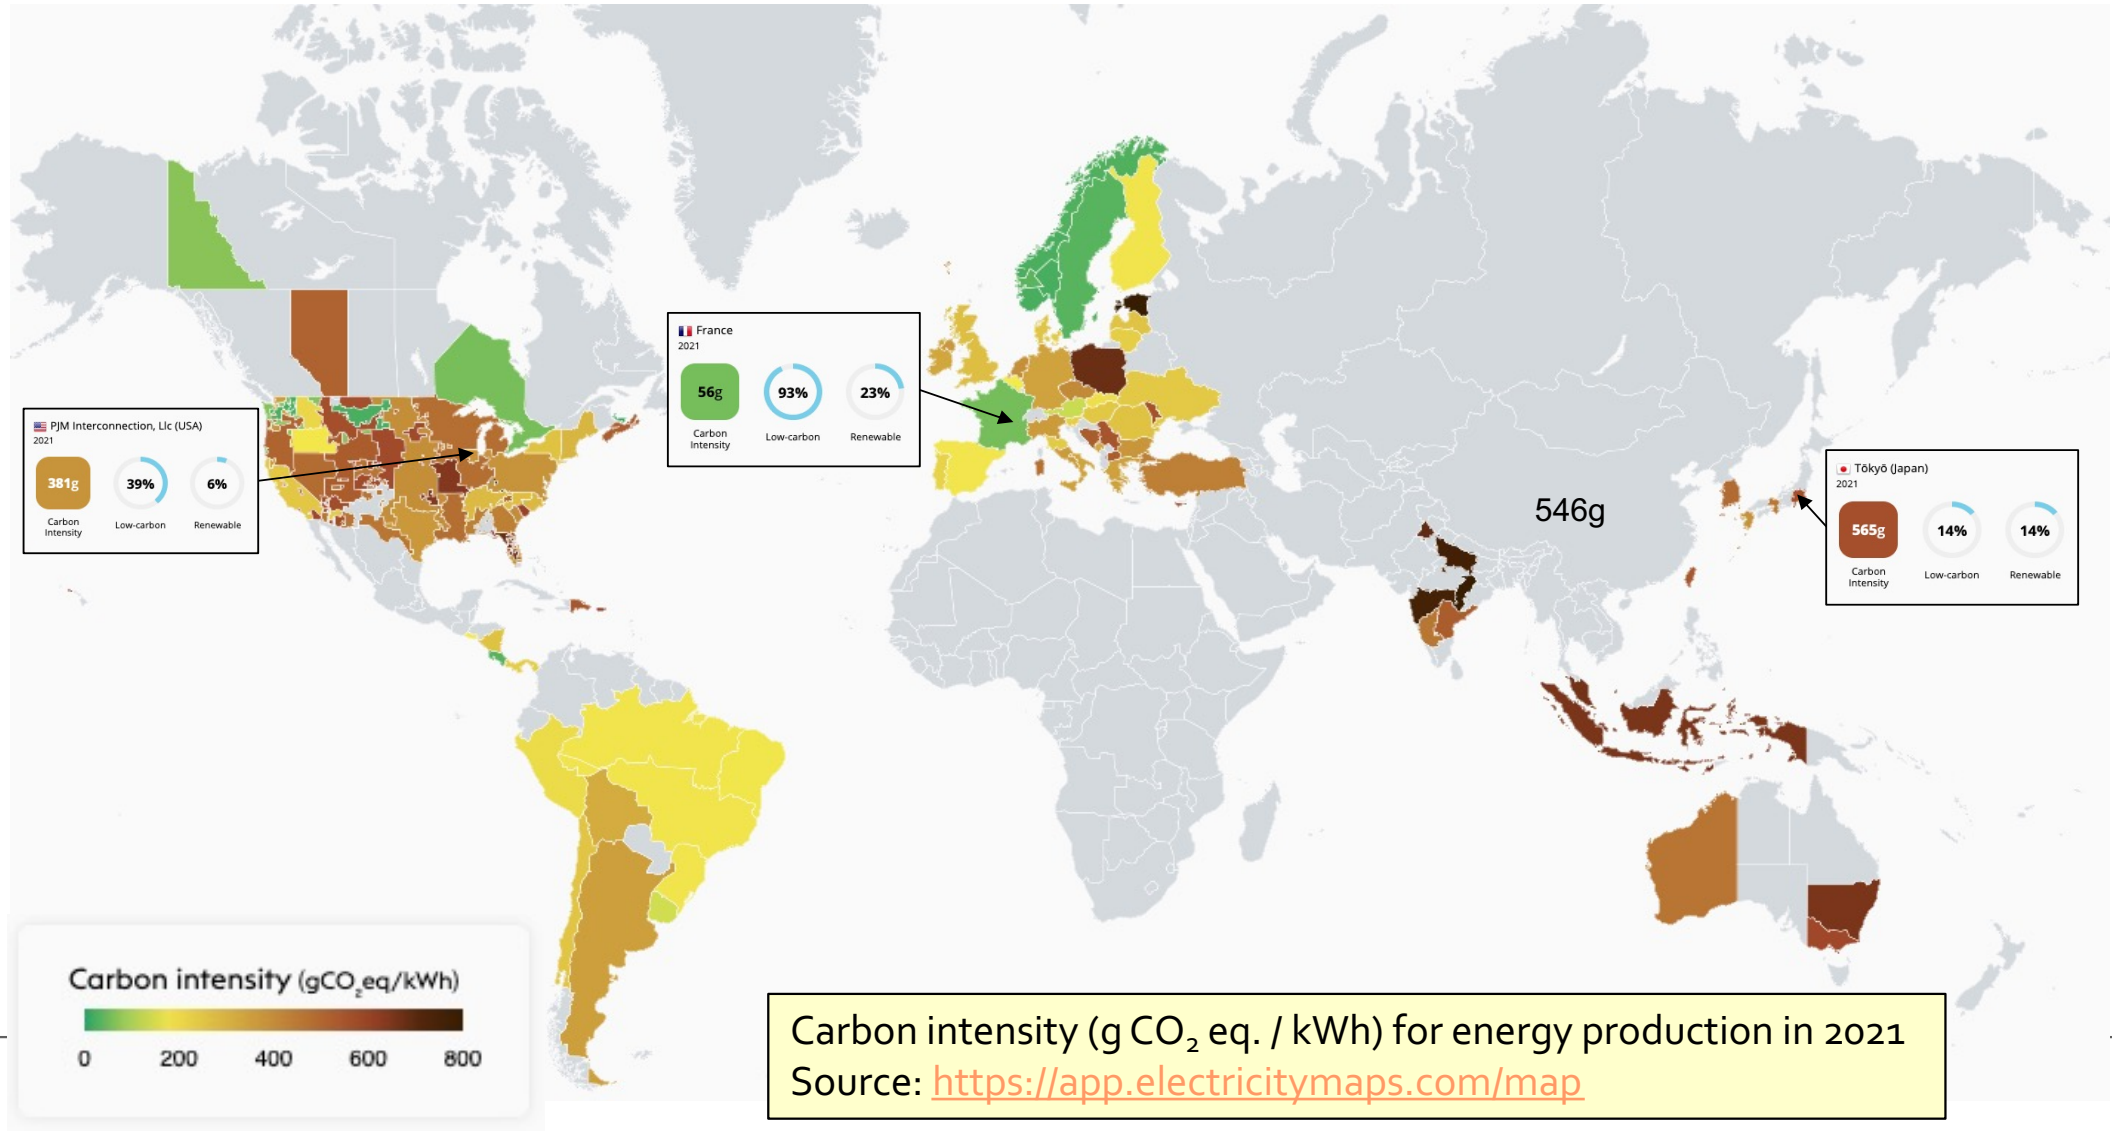 PJM Interconnection, Llc (USA)
2021
381g
39%
6%
Carbon
Intensity
Low-carbon
Renewable
France
2021
56g
93%
23%
Carbon
Intensity
Low-carbon
Renewable
546g
Tōkyō (Japan)
2021
565g
14%
14%
Carbon
Intensity
Low-carbon
Renewable
Carbon intensity (gCO₂eq/kWh)
0 200 400 600 800
Carbon intensity (g CO₂ eq. / kWh) for energy production in 2021
Source: https://app.electricitymaps.com/map